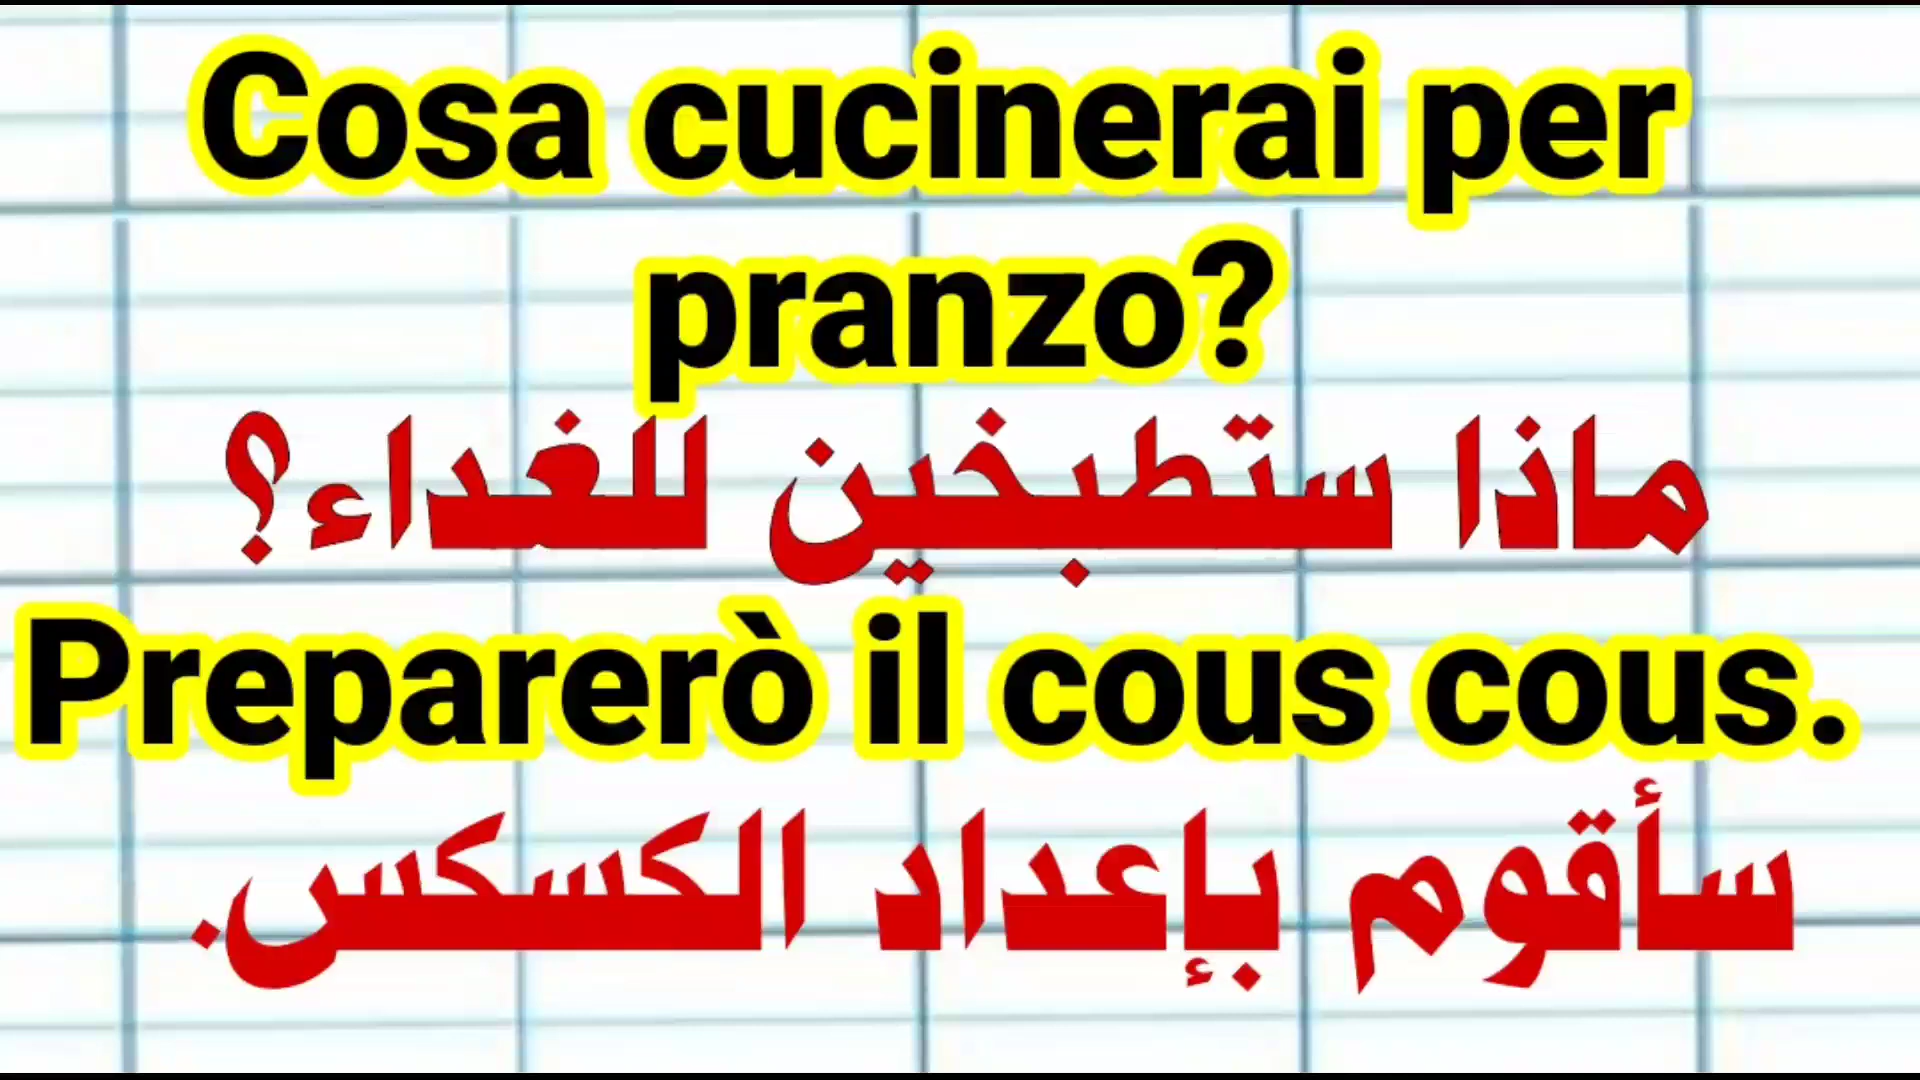 Cosa cucinerai per
pranzo?
ماذا ستطبخين للغداء؟
Preparerò il cous cous.
سأقوم بإعداد الكسكس.